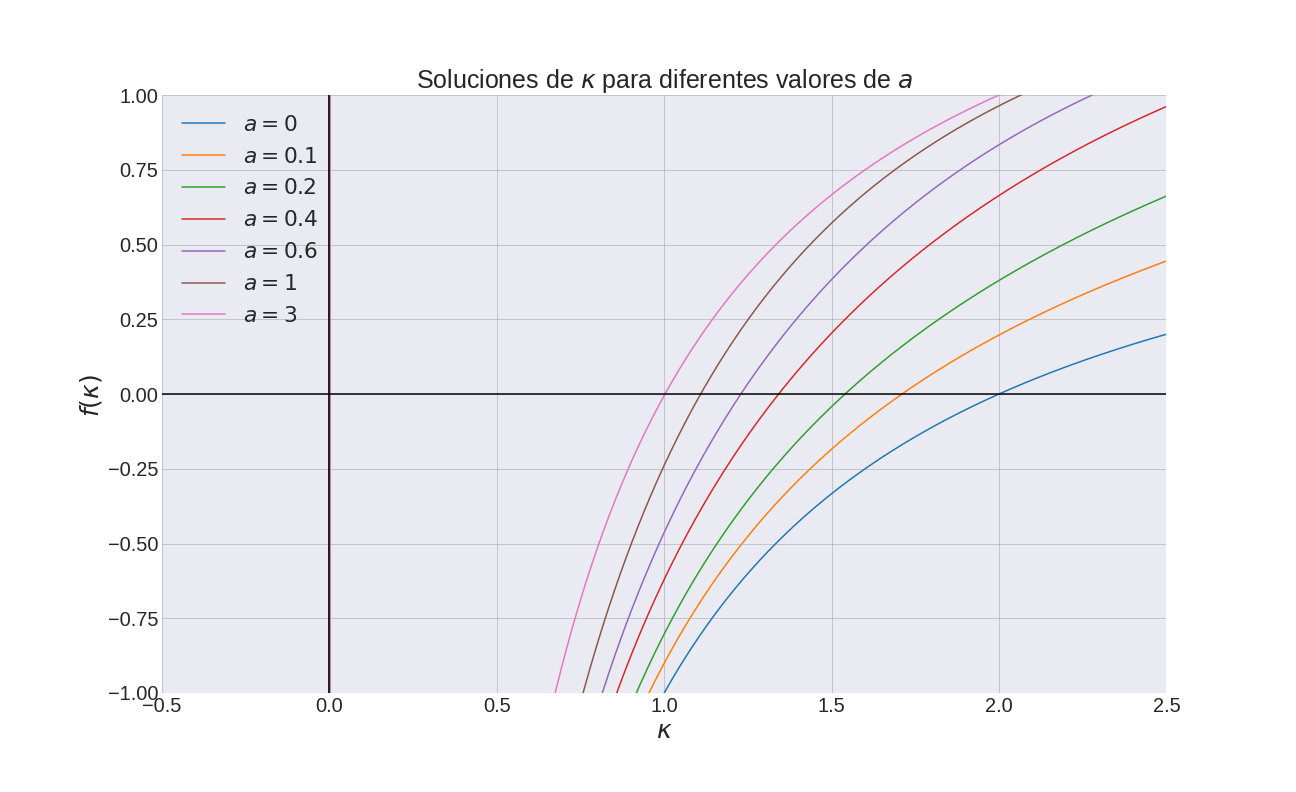 Soluciones de κ para diferentes valores de a
1.00
0.75
0.50
0.25
0.00
−0.25
−0.50
−0.75
−1.00
f(κ)
a = 0
a = 0.1
a = 0.2
a = 0.4
a = 0.6
a = 1
a = 3
−0.5 0.0 0.5 1.0 1.5 2.0 2.5
κ